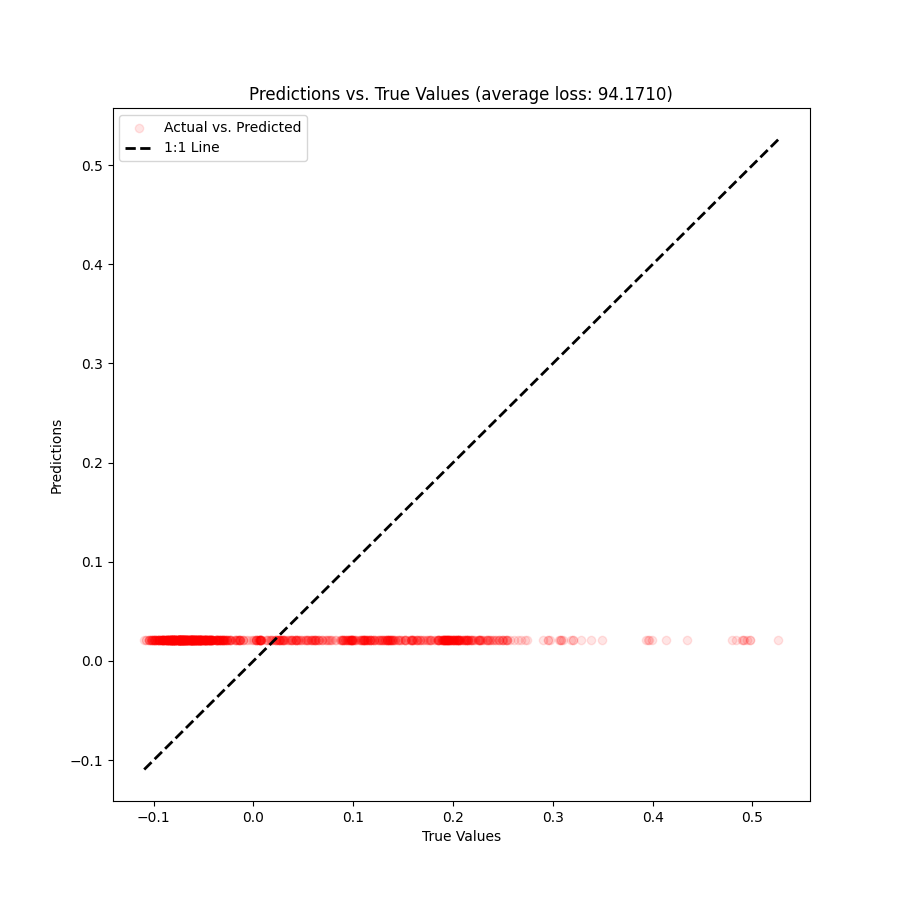 Predictions vs. True Values (average loss: 94.1710)
Actual vs. Predicted
1:1 Line
0.5
0.4
0.3
0.2
0.1
0.0
−0.1
Predictions
−0.1 0.0 0.1 0.2 0.3 0.4 0.5
True Values